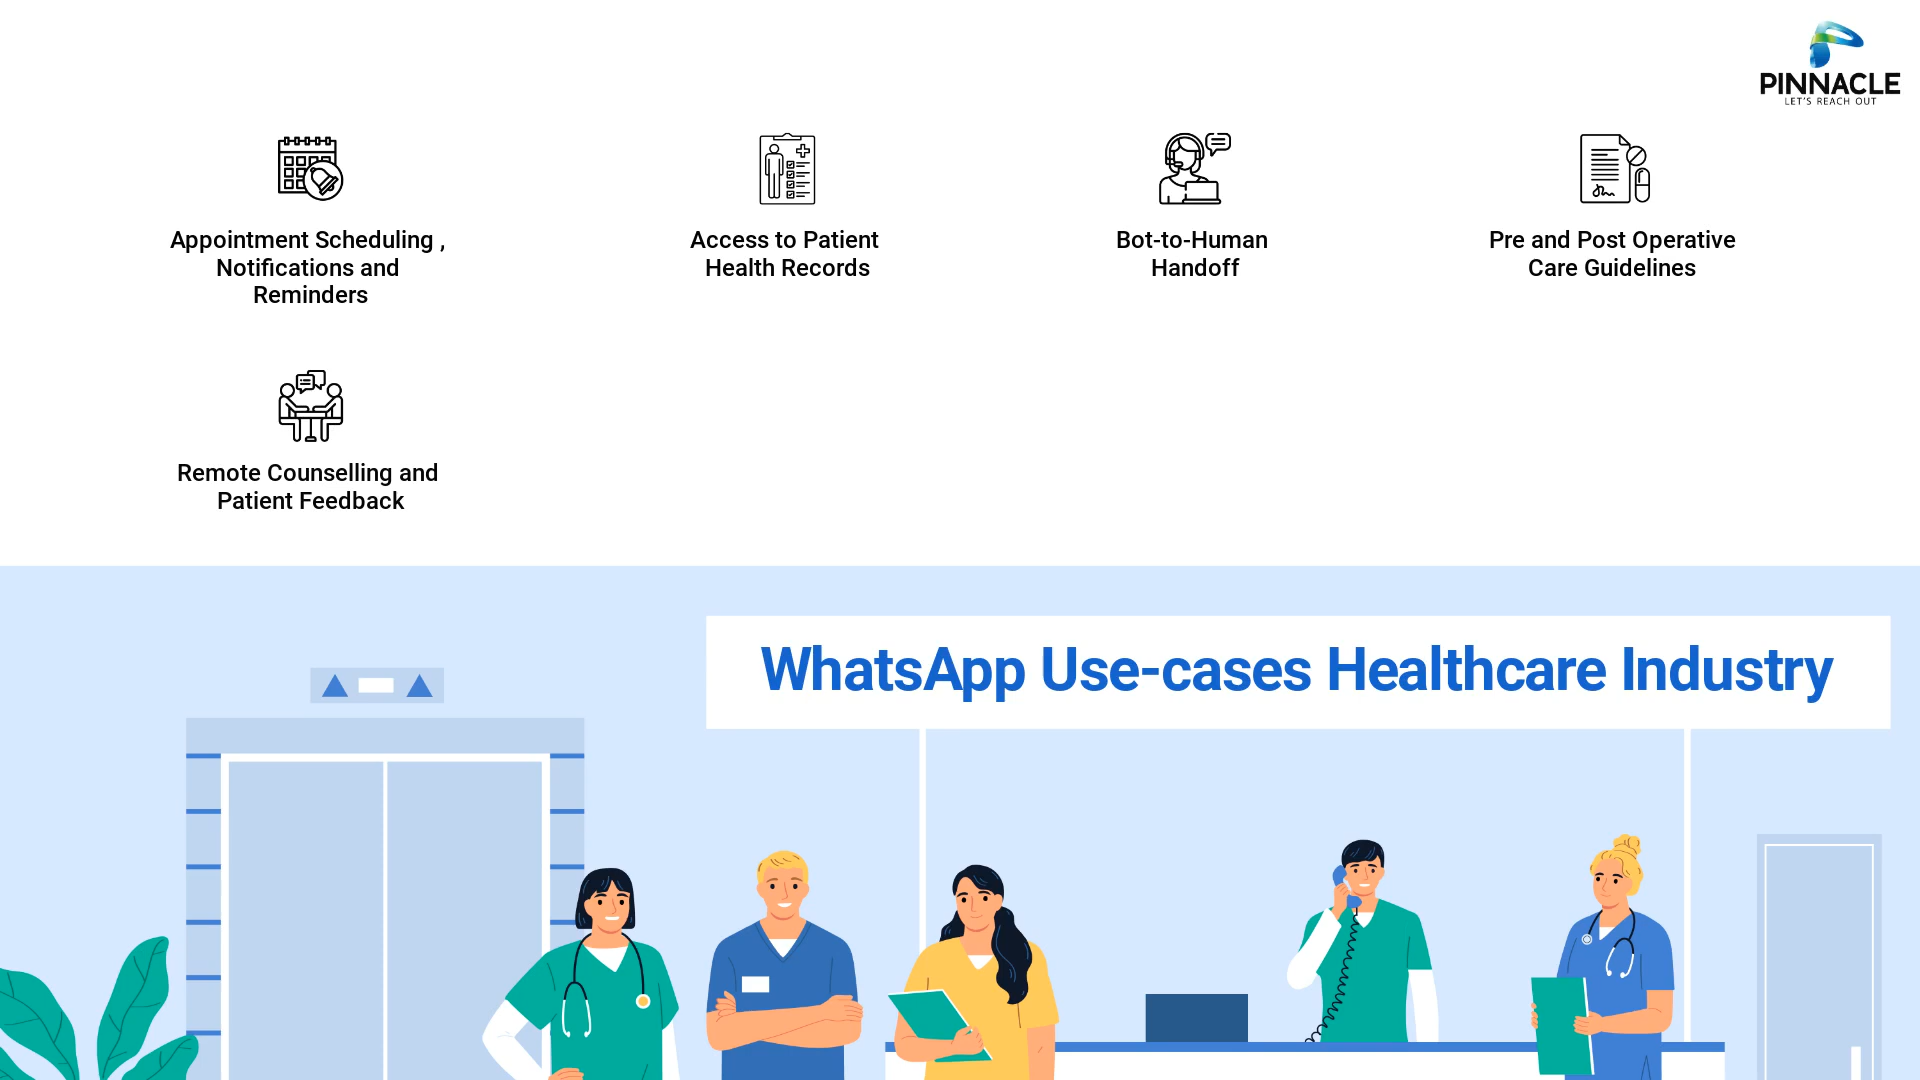 PINNACLE
LET'S REACH OUT
Appointment Scheduling ,
Notifications and
Reminders
Access to Patient
Health Records
Bot-to-Human
Handoff
Pre and Post Operative
Care Guidelines
Remote Counselling and
Patient Feedback
WhatsApp Use-cases Healthcare Industry